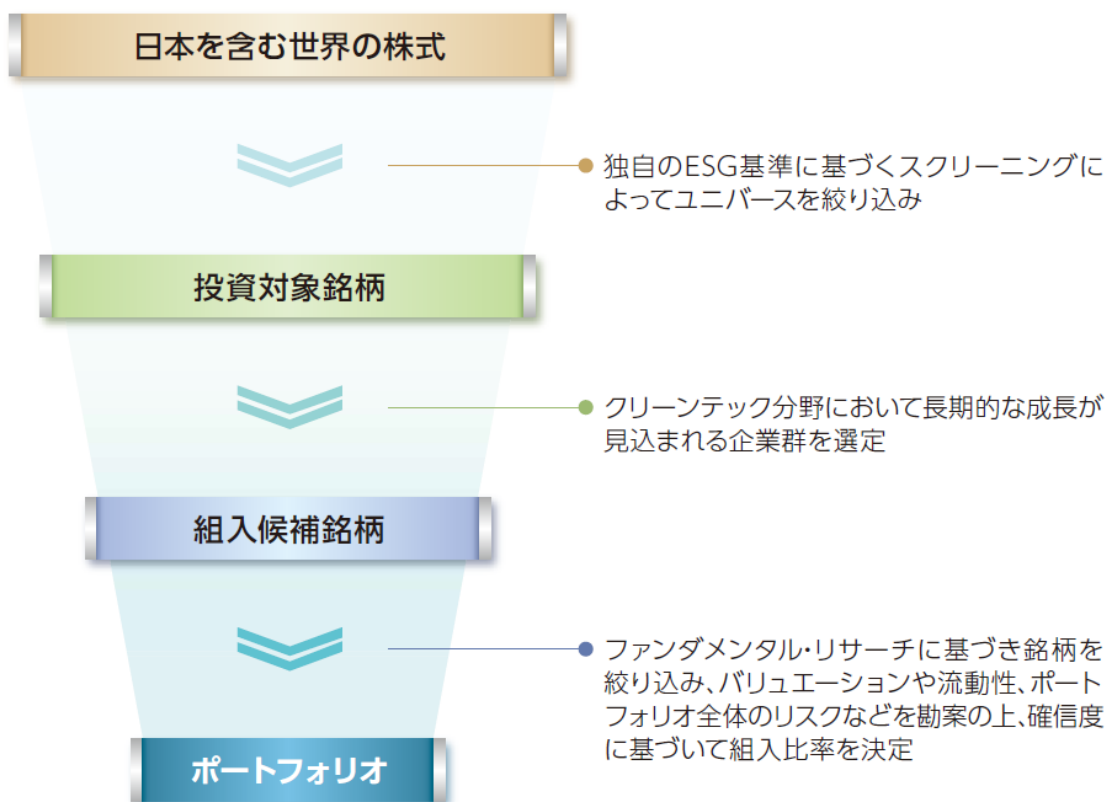 日本を含む世界の株式
独自のESG基準に基づくスクリーニングに
よってユニバースを絞り込み
投資対象銘柄
クリーンテック分野において長期的な成長が
見込まれる企業群を選定
組入候補銘柄
ファンダメンタル・リサーチに基づき銘柄を
絞り込み、バリュエーションや流動性、ポート
フォリオ全体のリスクなどを勘案の上、確信度
に基づいて組入比率を決定
ポートフォリオ